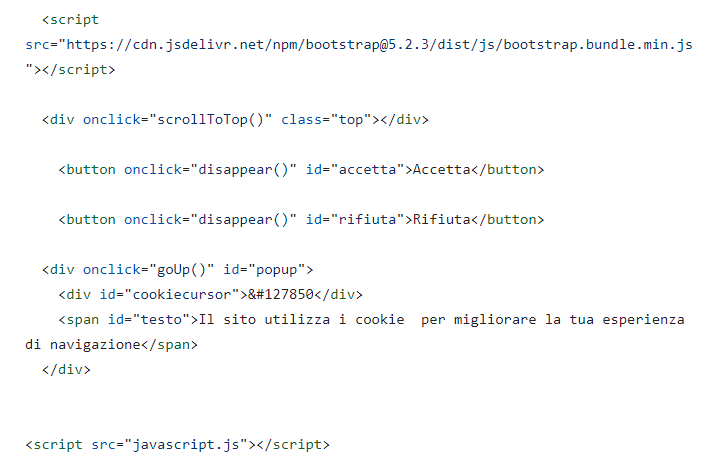 <script
src="https://cdn.jsdelivr.net/npm/bootstrap@5.2.3/dist/js/bootstrap.bundle.min.js
"></script>
<div onclick="scrollToTop()" class="top"></div>
<button onclick="disappear()" id="accetta">Accetta</button>
<button onclick="disappear()" id="rifiuta">Rifiuta</button>
<div onclick="goUp()" id="popup">
<div id="cookiecursor">&#127850</div>
<span id="testo">Il sito utilizza i cookie  per migliorare la tua esperienza
di navigazione</span>
</div>
<script src="javascript.js"></script>